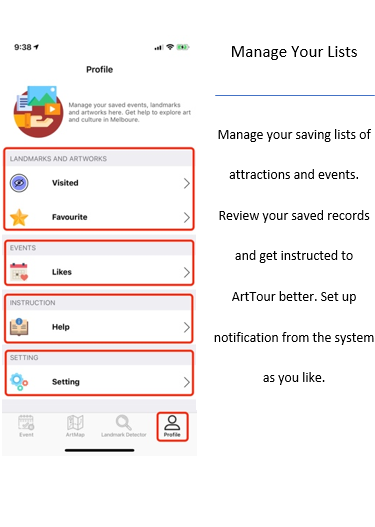 9:38
Profile
Manage your saved events, landmarks
and artworks here. Get help to explore art
and culture in Melboure.
LANDMARKS AND ARTWORKS
Visited
Favourite
EVENTS
Likes
INSTRUCTION
Help
SETTING
Setting
Event
ArtMap
Landmark Detector
Profile
Manage Your Lists
Manage your saving lists of
attractions and events.
Review your saved records
and get instructed to
ArtTour better. Set up
notification from the system
as you like.